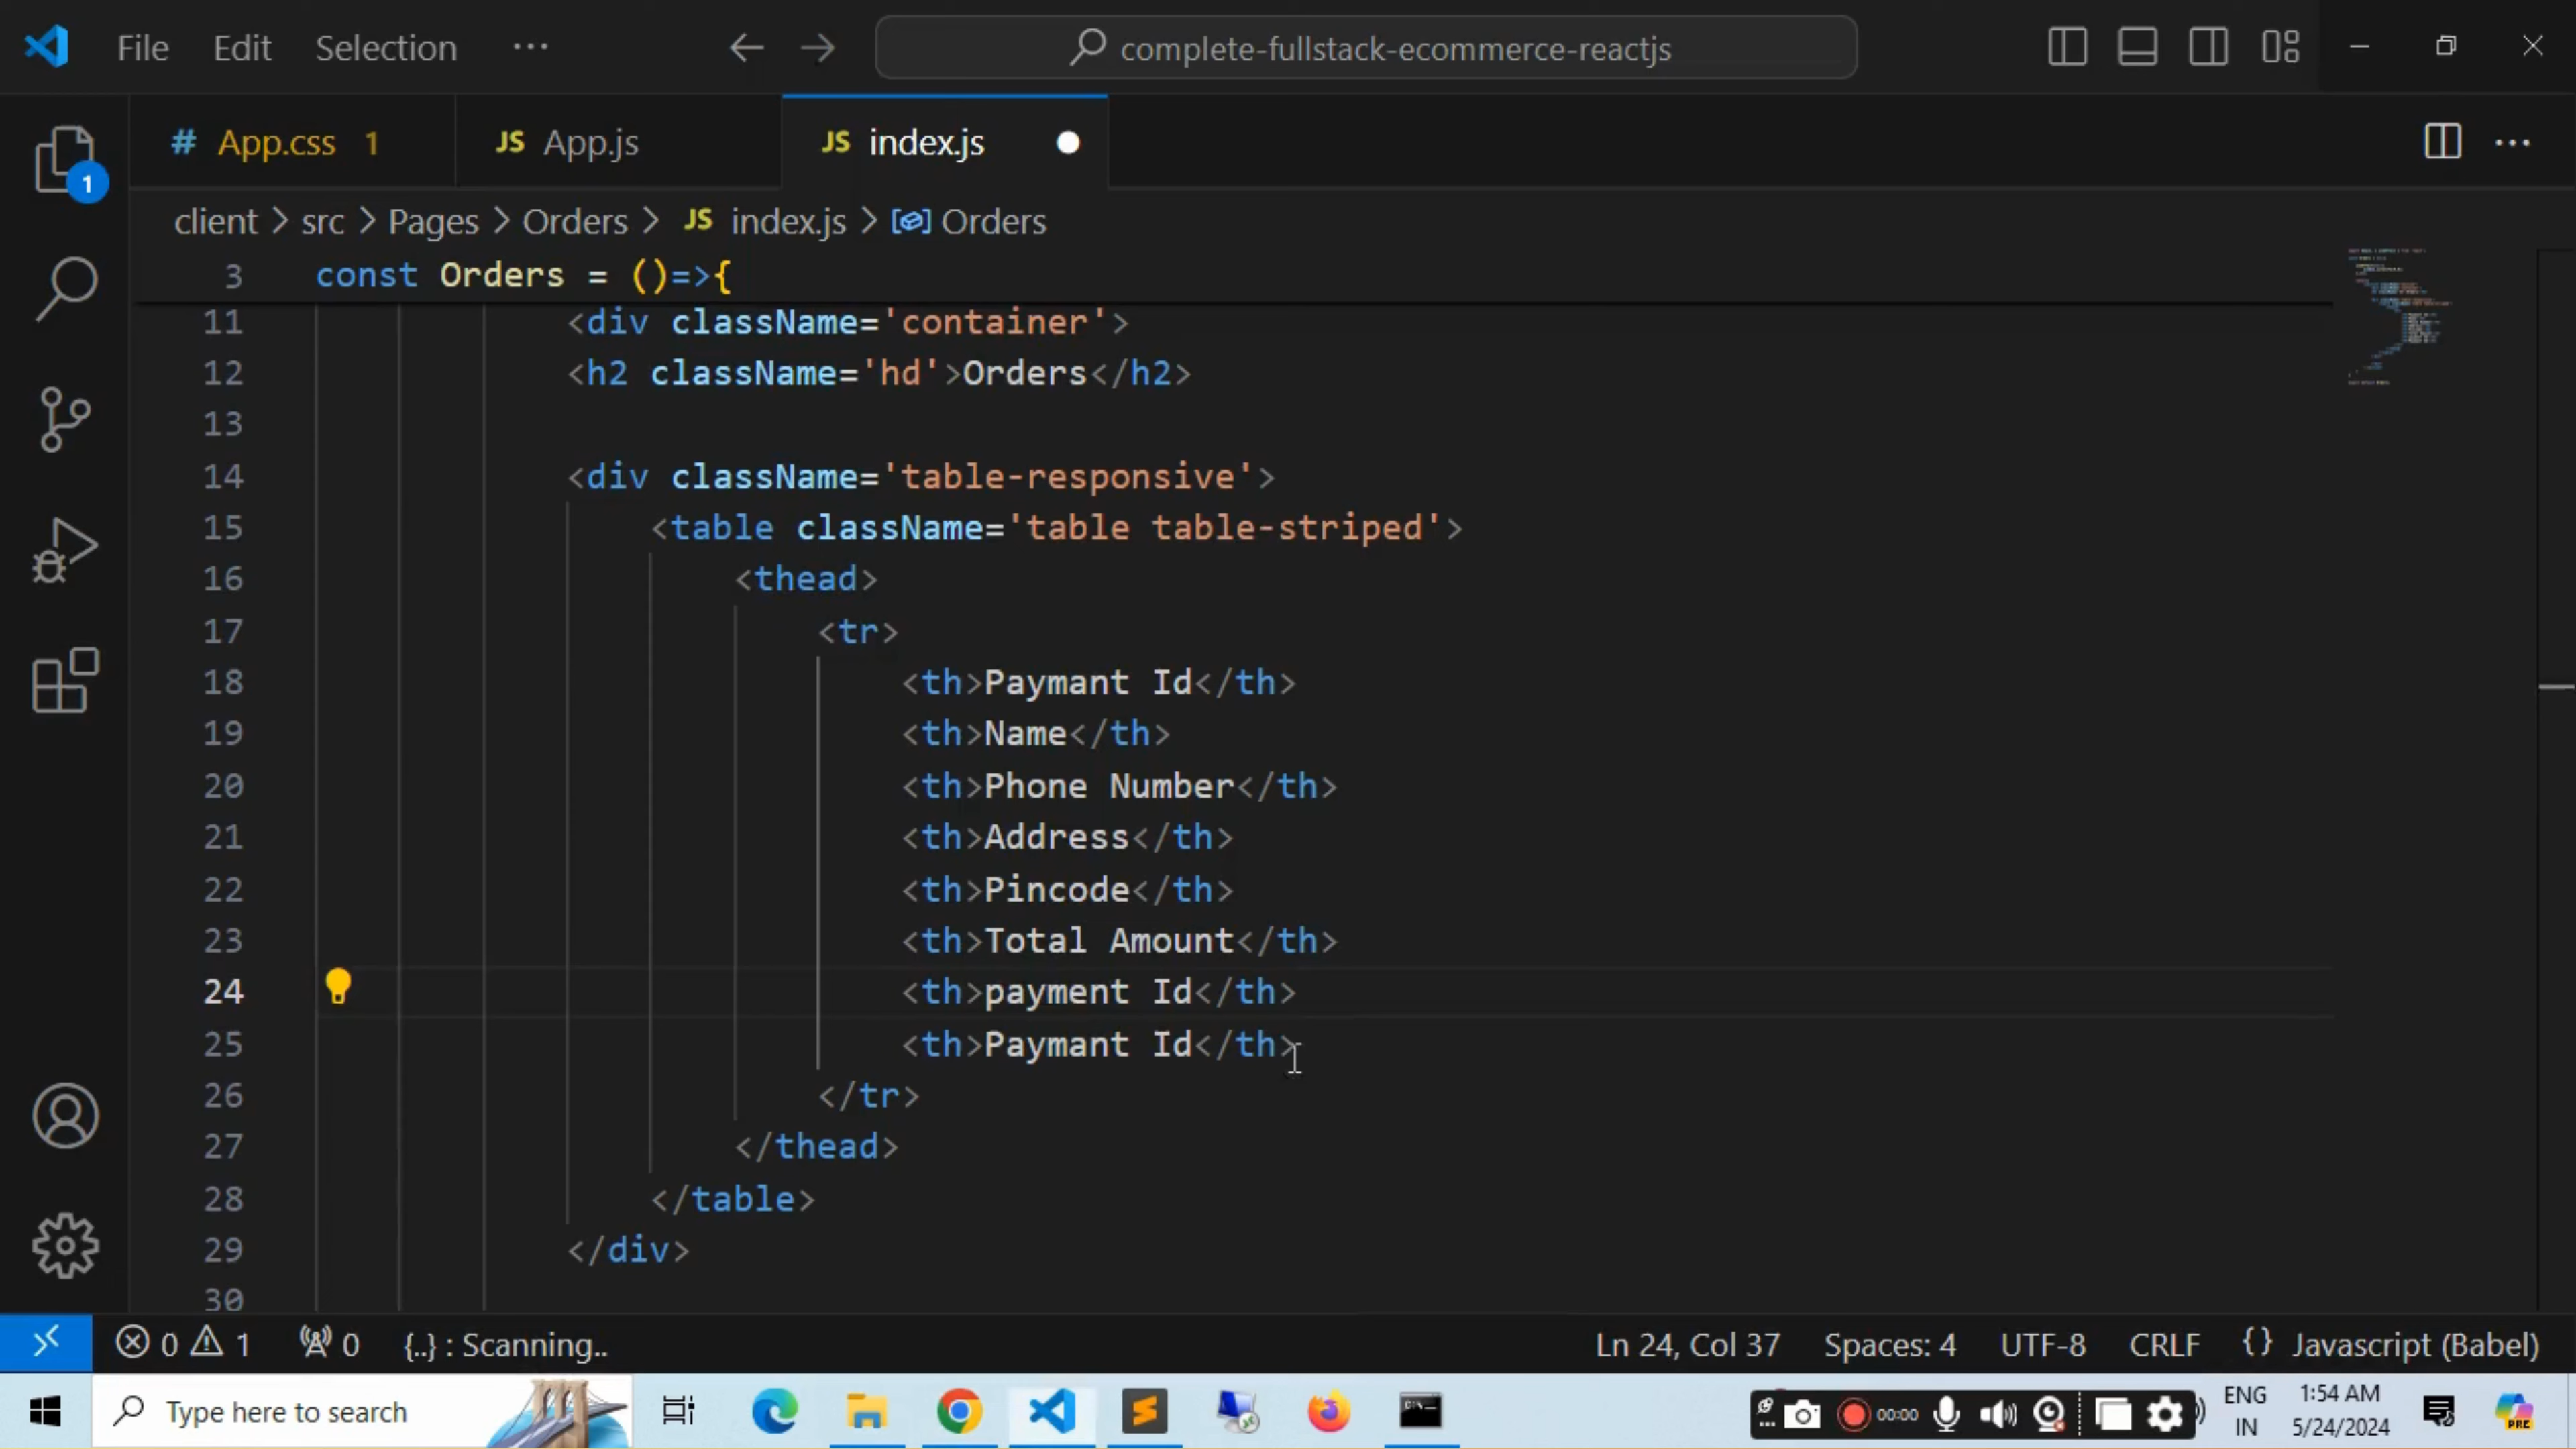 File Edit Selection ··· complete-fullstack-ecommerce-reactjs
# App.css 1 JS App.js JS index.js
1
client > src > Pages > Orders > JS index.js > Orders
3 const Orders = ()=>{
11 <div className='container'>
12 <h2 className='hd'>Orders</h2>
13
14 <div className='table-responsive'>
15 <table className='table table-striped'>
16 <thead>
17 <tr>
18 <th>Paymant Id</th>
19 <th>Name</th>
20 <th>Phone Number</th>
21 <th>Address</th>
22 <th>Pincode</th>
23 <th>Total Amount</th>
24 <th>payment Id</th>
25 <th>Paymant Id</th>
26 </tr>
27 </thead>
28 </table>
29 </div>
30
0 1 0 {..} : Scanning.. Ln 24, Col 37 Spaces: 4 UTF-8 CRLF {} Javascript (Babel)
Type here to search 00:00 ENG 1:54 AM
IN 5/24/2024 PRE